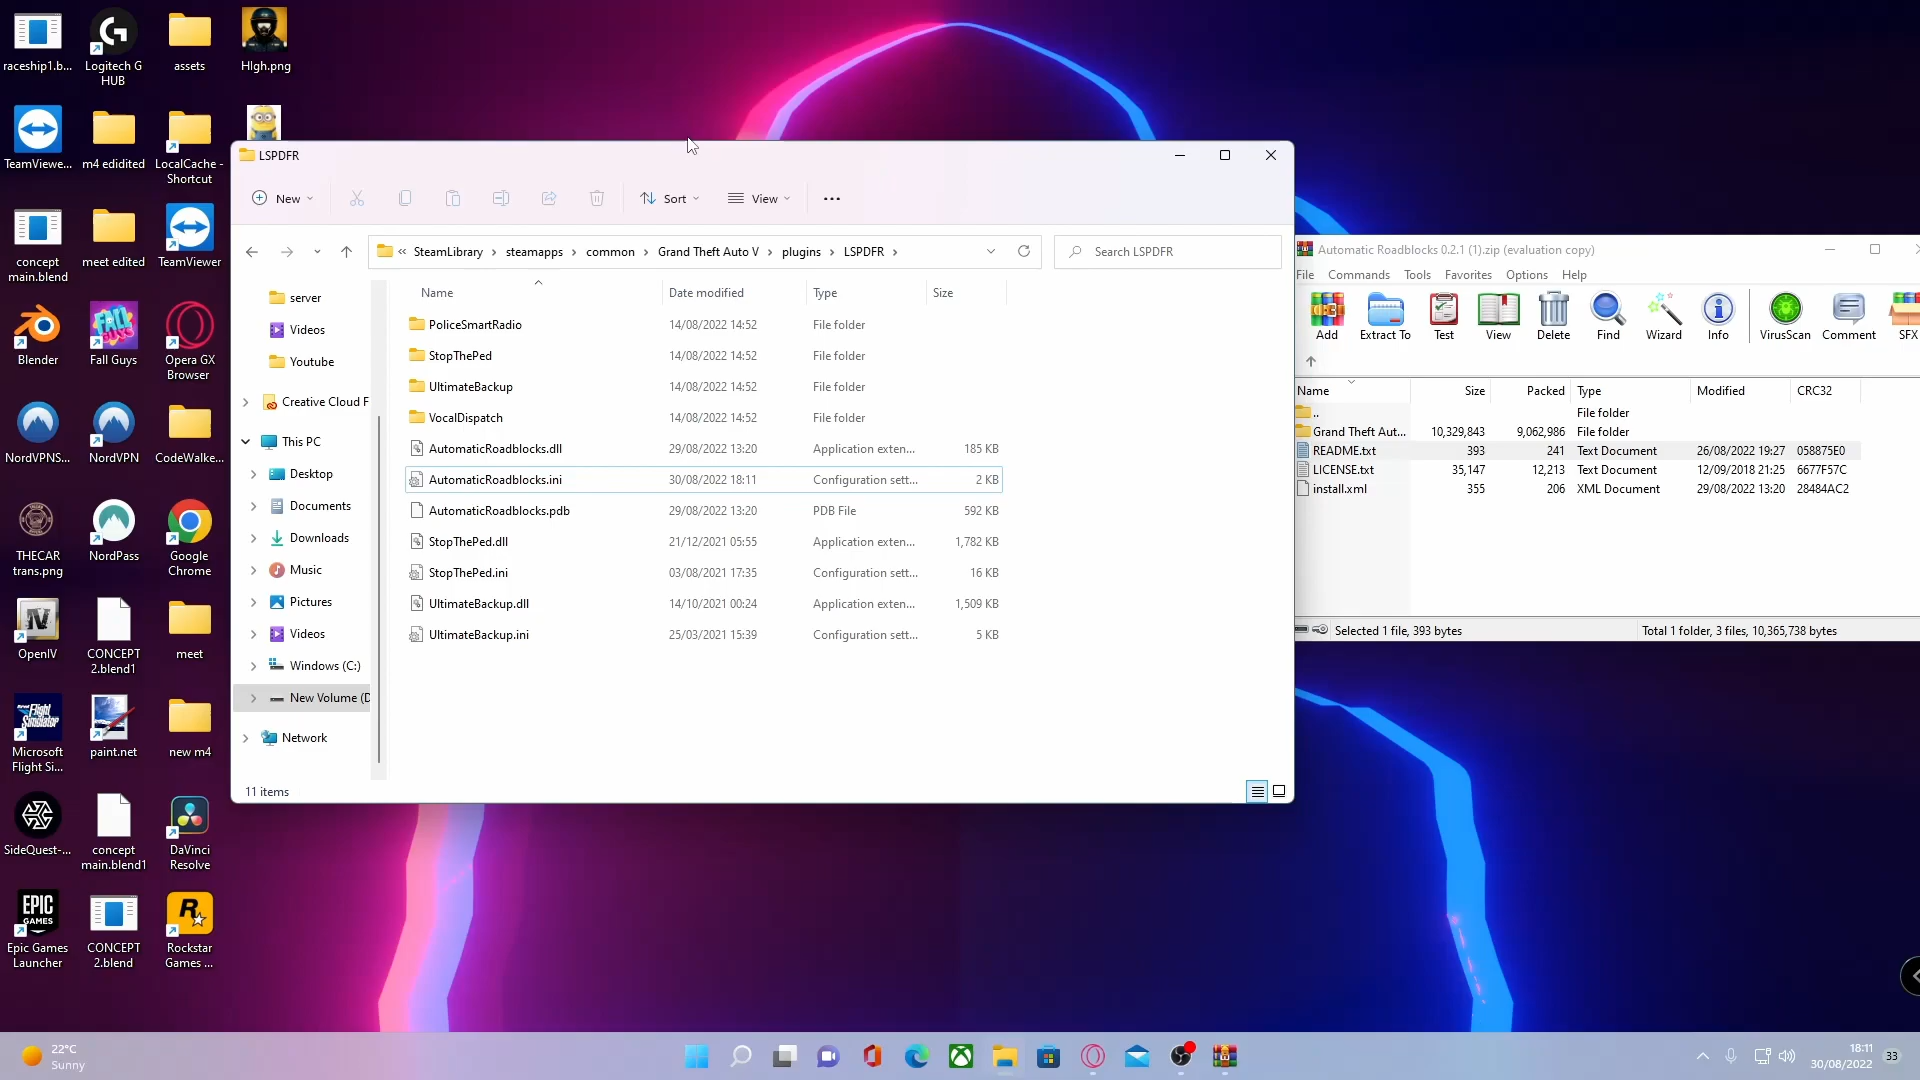 raceship1.b...
Logitech G
HUB
assets
HIgh.png
TeamViewe...
m4 edidited
LocalCache -
Shortcut
concept
main.blend
meet edited
TeamViewer
Blender
Fall Guys
Opera GX
Browser
NordVPNS...
NordVPN
CodeWalke...
THECAR
trans.png
NordPass
Google
Chrome
OpenIV
CONCEPT
2.blend1
meet
Microsoft
Flight Si...
paint.net
new m4
SideQuest-...
concept
main.blend1
DaVinci
Resolve
Epic Games
Launcher
CONCEPT
2.blend
Rockstar
Games ...
LSPDFR
New
Sort
View
« SteamLibrary › steamapps › common › Grand Theft Auto V › plugins › LSPDFR ›
Search LSPDFR
server
Videos
Youtube
Creative Cloud F
This PC
Desktop
Documents
Downloads
Music
Pictures
Videos
Windows (C:)
New Volume (D
Network
Name Date modified Type Size
PoliceSmartRadio 14/08/2022 14:52 File folder
StopThePed 14/08/2022 14:52 File folder
UltimateBackup 14/08/2022 14:52 File folder
VocalDispatch 14/08/2022 14:52 File folder
AutomaticRoadblocks.dll 29/08/2022 13:20 Application exten... 185 KB
AutomaticRoadblocks.ini 30/08/2022 18:11 Configuration sett... 2 KB
AutomaticRoadblocks.pdb 29/08/2022 13:20 PDB File 592 KB
StopThePed.dll 21/12/2021 05:55 Application exten... 1,782 KB
StopThePed.ini 03/08/2021 17:35 Configuration sett... 16 KB
UltimateBackup.dll 14/10/2021 00:24 Application exten... 1,509 KB
UltimateBackup.ini 25/03/2021 15:39 Configuration sett... 5 KB
11 items
Automatic Roadblocks 0.2.1 (1).zip (evaluation copy)
File Commands Tools Favorites Options Help
Add Extract To Test View Delete Find Wizard Info VirusScan Comment SFX
Name Size Packed Type Modified CRC32
.. File folder
Grand Theft Aut... 10,329,843 9,062,986 File folder
README.txt 393 241 Text Document 26/08/2022 19:27 058875E0
LICENSE.txt 35,147 12,213 Text Document 12/09/2018 21:25 6677F57C
install.xml 355 206 XML Document 29/08/2022 13:20 28484AC2
Selected 1 file, 393 bytes
Total 1 folder, 3 files, 10,365,738 bytes
22°C
Sunny
18:11
30/08/2022
33